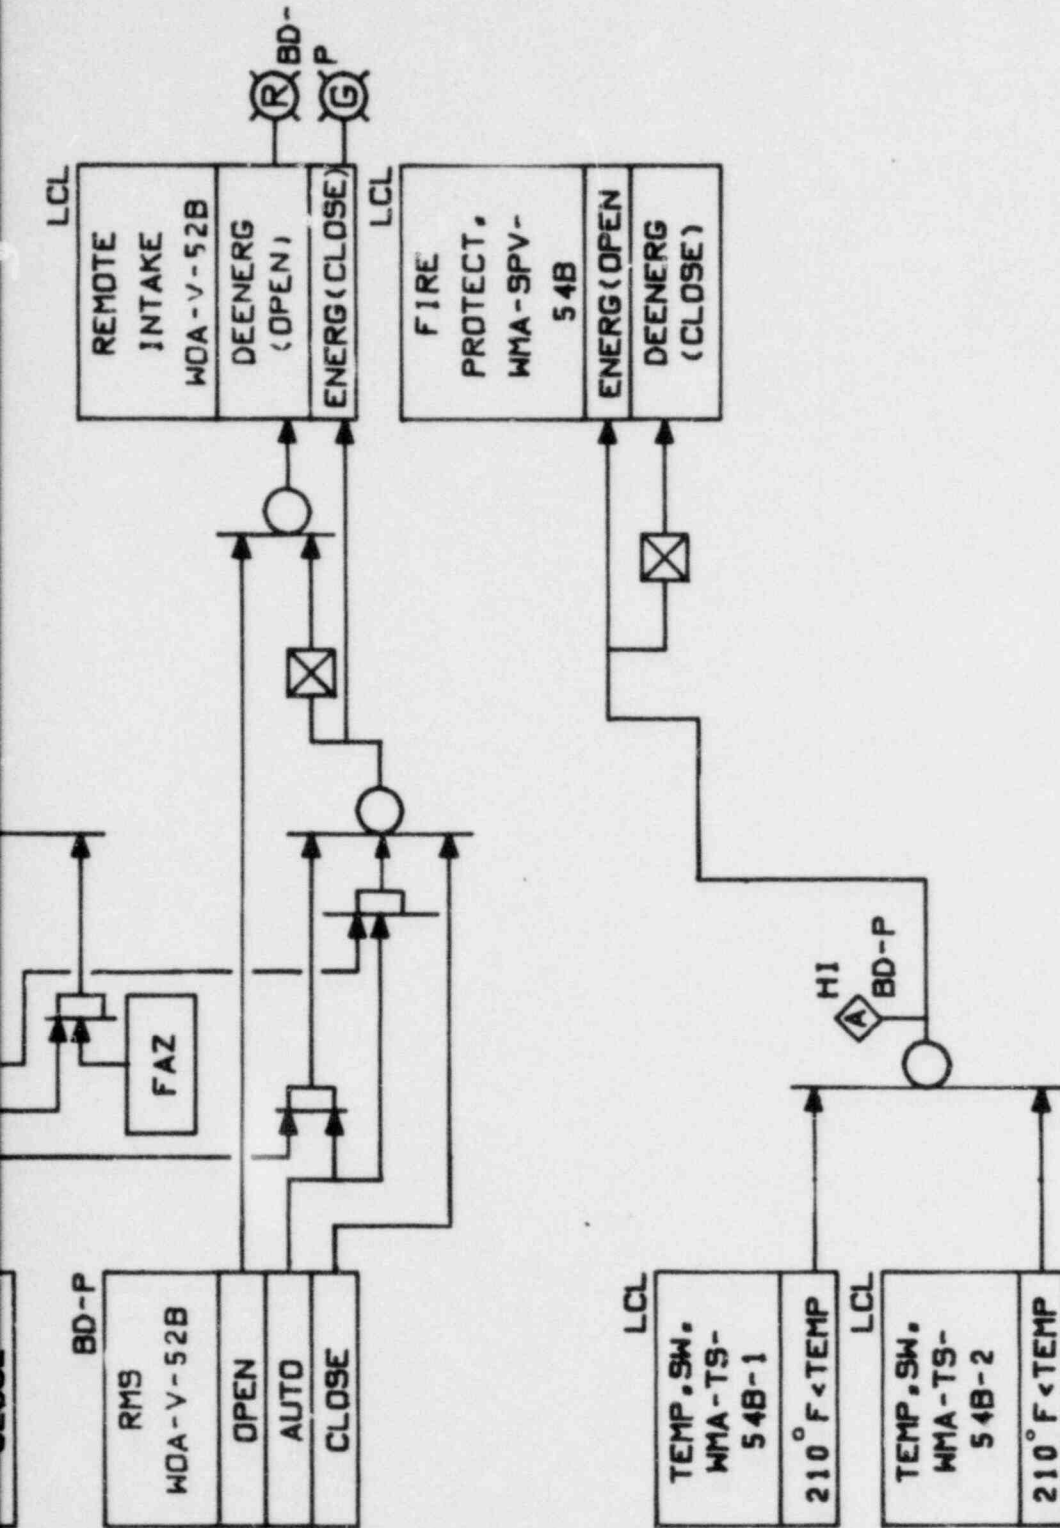 LCL
REMOTE
INTAKE
WOA-V-52B
DEENERG
(OPEN)
ENERG(CLOSE)
R
G
BD-
P
LCL
FIRE
PROTECT.
WMA-SPV-
54B
ENERG(OPEN
DEENERG
(CLOSE)
FAZ
BD-P
RMS
WOA-V-52B
OPEN
AUTO
CLOSE
HI
A
BD-P
LCL
TEMP.SW.
WMA-TS-
54B-1
210°F<TEMP
LCL
TEMP.SW.
WMA-TS-
54B-2
210°F<TEMP